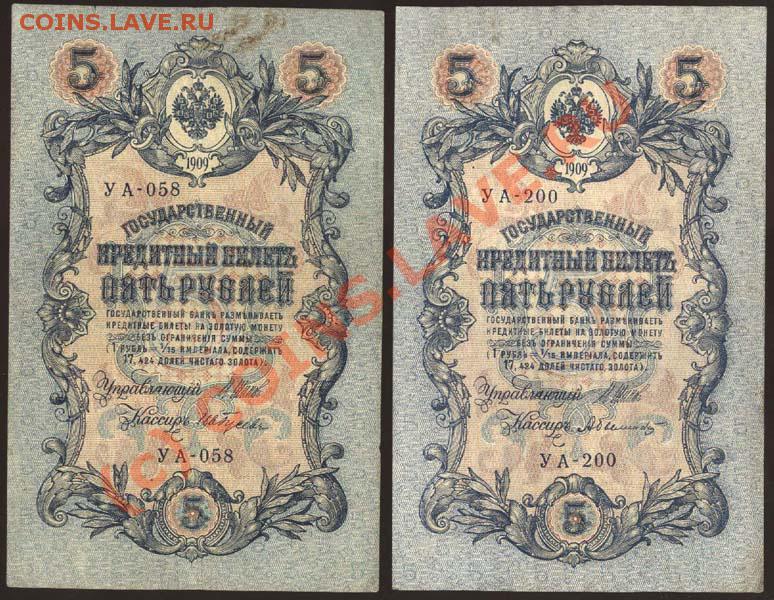 COINS.LAVE.РУ
5 5
1909
УА-058
ГОСУДАРСТВЕННЫЙ
КРЕДИТНЫЙ БИЛЕТЪ
ПЯТЬ РУБЛЕЙ
ГОСУДАРСТВЕННЫЙ БАНКЪ РАЗМѢНИВАЕТЪ
КРЕДИТНЫЕ БИЛЕТЫ НА ЗОЛОТУЮ МОНЕТУ
БЕЗЪ ОГРАНИЧЕНІЯ СУММЫ
(1 РУБЛЬ = 1/15 ИМПЕРІАЛА, СОДЕРЖИТЪ
17,424 ДОЛЕЙ ЧИСТАГО ЗОЛОТА).
Управляющій
Кассиръ
УА-058
5
5 5
1909
УА-200
ГОСУДАРСТВЕННЫЙ
КРЕДИТНЫЙ БИЛЕТЪ
ПЯТЬ РУБЛЕЙ
ГОСУДАРСТВЕННЫЙ БАНКЪ РАЗМѢНИВАЕТЪ
КРЕДИТНЫЕ БИЛЕТЫ НА ЗОЛОТУЮ МОНЕТУ
БЕЗЪ ОГРАНИЧЕНІЯ СУММЫ
(1 РУБЛЬ = 1/15 ИМПЕРІАЛА, СОДЕРЖИТЪ
17,424 ДОЛЕЙ ЧИСТАГО ЗОЛОТА).
Управляющій
Кассиръ
УА-200
5
(c) COINS.LAVE.RU